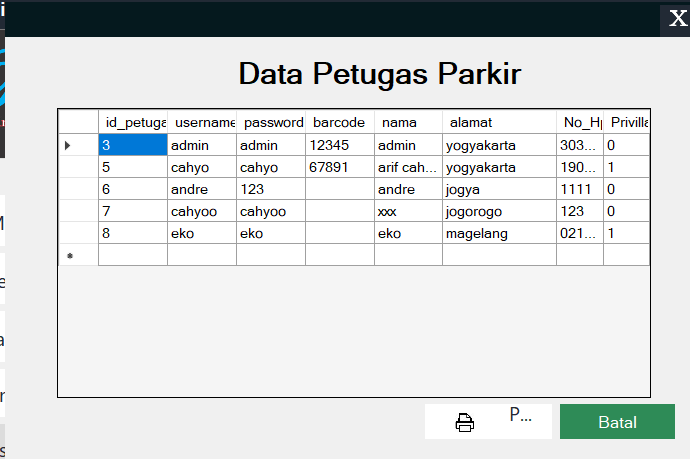 X
Data Petugas Parkir
id_petuga username password barcode nama alamat No_Hp Privilla
3 admin admin 12345 admin yogyakarta 303... 0
5 cahyo cahyo 67891 arif cah... yogyakarta 190... 1
6 andre 123 andre jogya 1111 0
7 cahyoo cahyoo xxx jogorogo 123 0
8 eko eko eko magelang 021... 1
P...
Batal